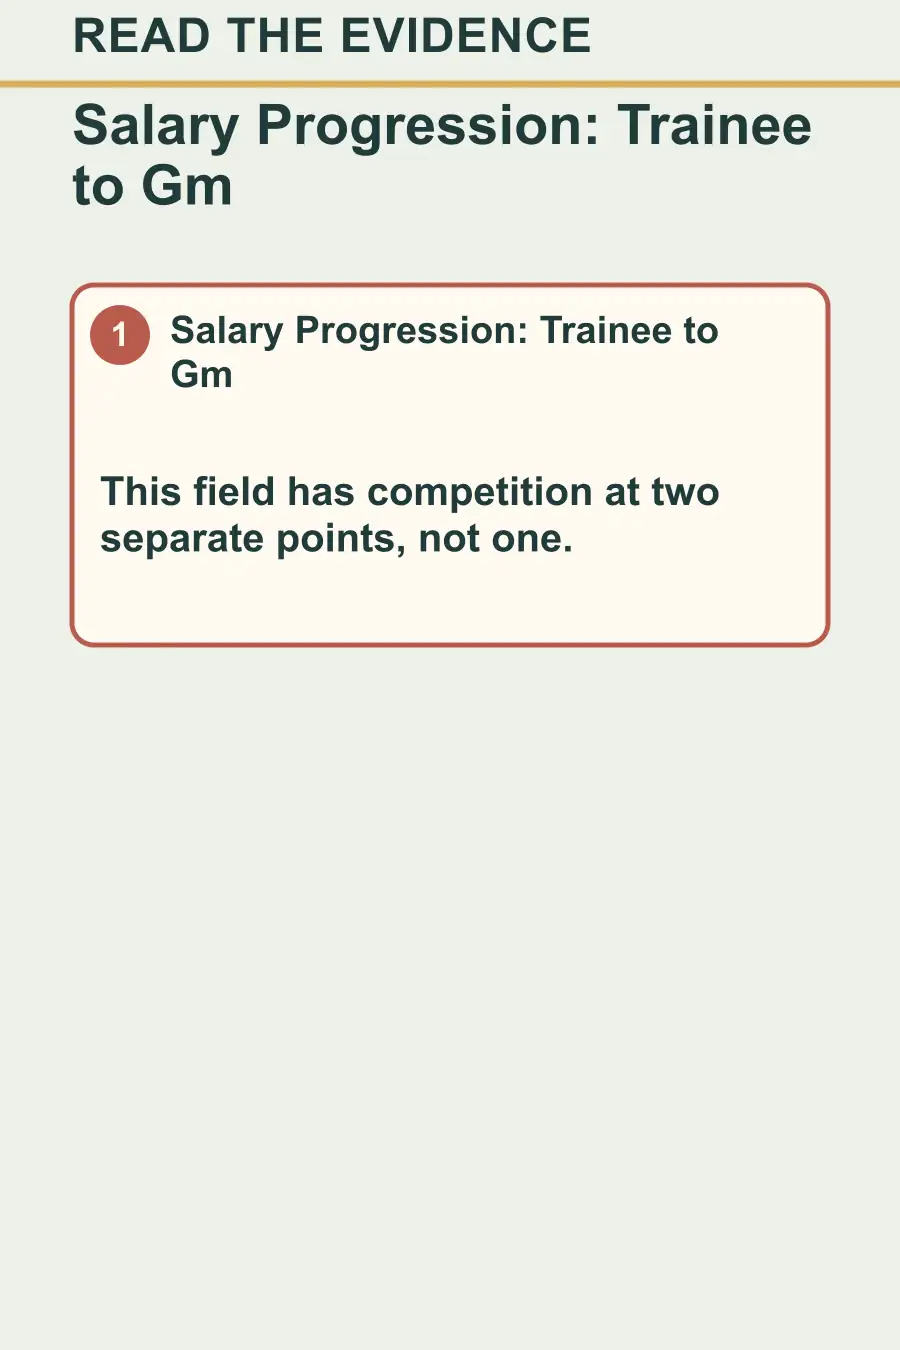 READ THE EVIDENCE
Salary Progression: Trainee
to Gm
1
Salary Progression: Trainee to
Gm
This field has competition at two
separate points, not one.